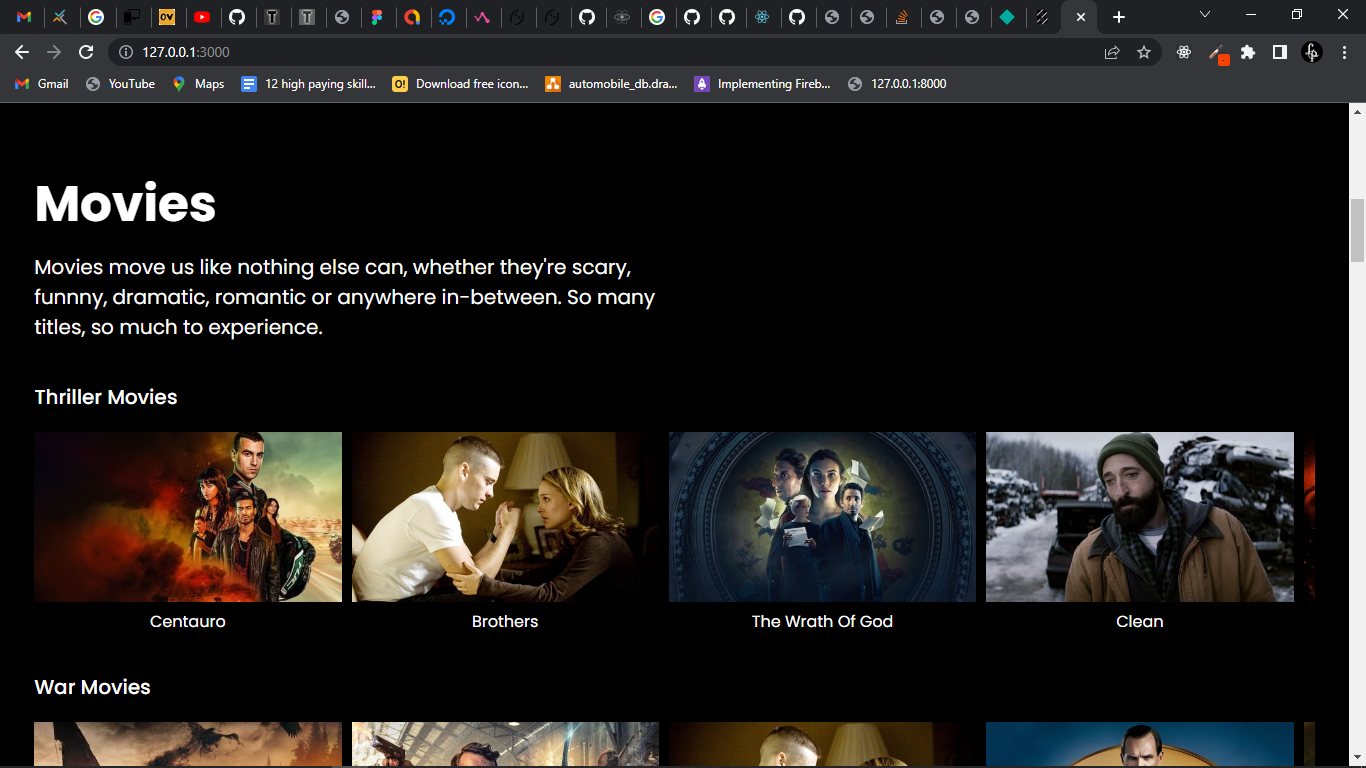 127.0.0.1:3000
Gmail
YouTube
Maps
12 high paying skill...
Download free icon...
automobile_db.dra...
Implementing Fireb...
127.0.0.1:8000
Movies
Movies move us like nothing else can, whether they're scary,
funnny, dramatic, romantic or anywhere in-between. So many
titles, so much to experience.
Thriller Movies
Centauro
Brothers
The Wrath Of God
Clean
War Movies